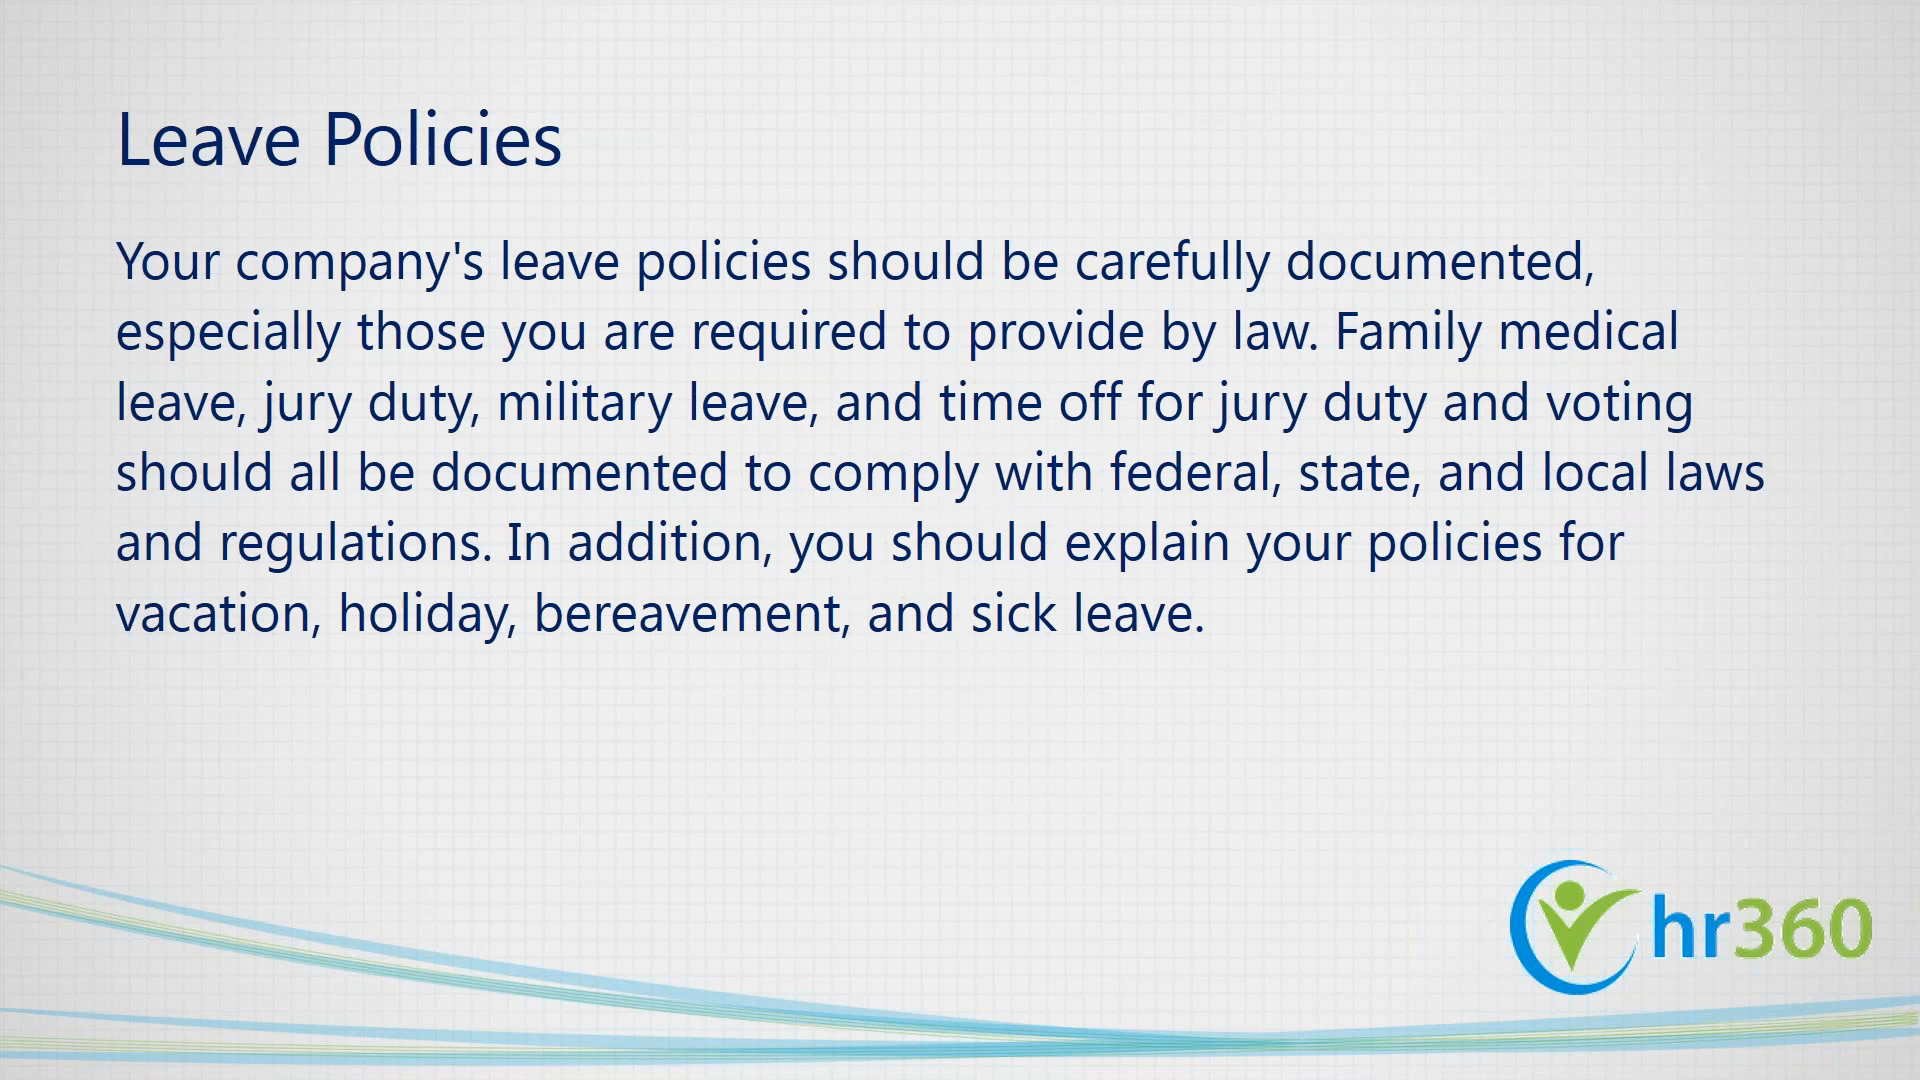 Leave Policies
Your company's leave policies should be carefully documented,
especially those you are required to provide by law. Family medical
leave, jury duty, military leave, and time off for jury duty and voting
should all be documented to comply with federal, state, and local laws
and regulations. In addition, you should explain your policies for
vacation, holiday, bereavement, and sick leave.
hr360